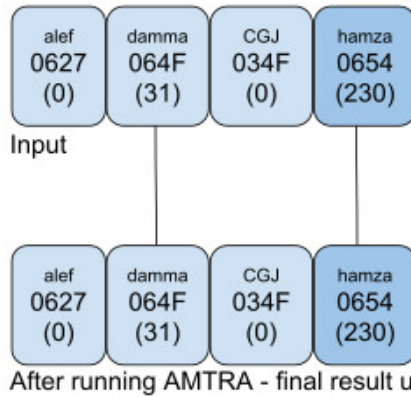 alef damma CGJ hamza
0627 064F 034F 0654
(0) (31) (0) (230)
Input
alef damma CGJ hamza
0627 064F 034F 0654
(0) (31) (0) (230)
After running AMTRA - final result u